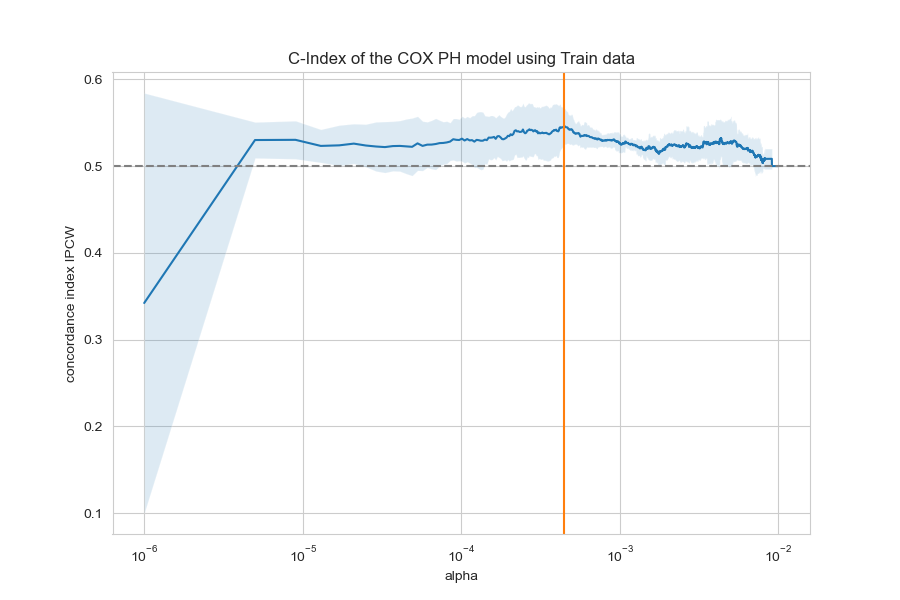 C-Index of the COX PH model using Train data
0.6
0.5
0.4
0.3
0.2
0.1
concordance index IPCW
10⁻⁶ 10⁻⁵ 10⁻⁴ 10⁻³ 10⁻²
alpha